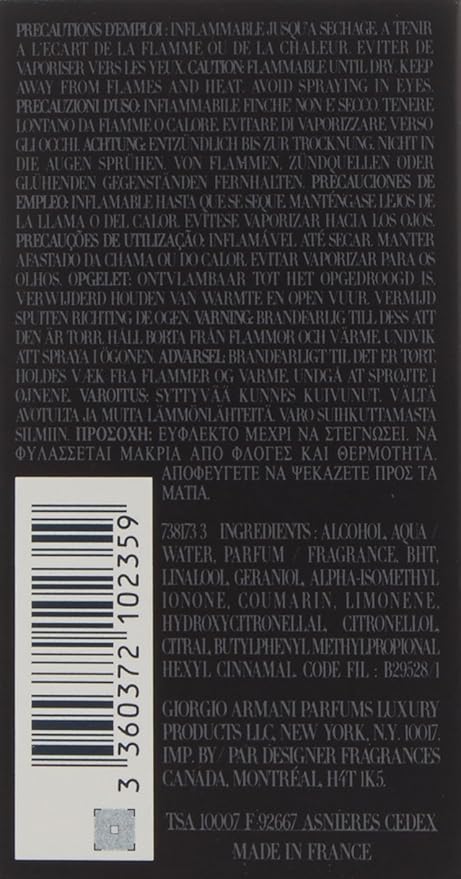 PRECAUTIONS D'EMPLOI : INFLAMMABLE JUSQU'A SECHAGE. A TENIR
A L'ECART DE LA FLAMME OU DE LA CHALEUR. EVITER DE
VAPORISER VERS LES YEUX. CAUTION: FLAMMABLE UNTIL DRY. KEEP
AWAY FROM FLAMES AND HEAT. AVOID SPRAYING IN EYES.
PRECAUZIONI D'USO: INFIAMMABILE FINCHE' NON E' SECCO. TENERE
LONTANO DA FIAMME O CALORE. EVITARE DI VAPORIZZARE VERSO
GLI OCCHI. ACHTUNG: ENTZÜNDLICH BIS ZUR TROCKNUNG. NICHT IN
DIE AUGEN SPRÜHEN. VON FLAMMEN, ZÜNDQUELLEN ODER
GLÜHENDEN GEGENSTÄNDEN FERNHALTEN. PRECAUCIONES DE
EMPLEO: INFLAMABLE HASTA QUE SE SEQUE. MANTÉNGASE LEJOS DE
LA LLAMA O DEL CALOR. EVÍTESE VAPORIZAR HACIA LOS OJOS.
PRECAUÇÕES DE UTILIZAÇÃO: INFLAMÁVEL ATÉ SECAR. MANTER
AFASTADO DA CHAMA OU DO CALOR. EVITAR VAPORIZAR PARA OS
OLHOS. OPGELET: ONTVLAMBAAR TOT HET OPGEDROOGD IS.
VERWIJDERD HOUDEN VAN WARMTE EN OPEN VUUR. VERMIJD
SPUITEN RICHTING DE OGEN. VARNING: BRANDFARLIG TILL DESS ATT
DEN ÄR TORR. HÅLL BORTA FRÅN FLAMMOR OCH VÄRME. UNDVIK
ATT SPRAYA I ÖGONEN. ADVARSEL: BRANDFARLIGT TIL DET ER TØRT.
HOLDES VÆK FRA FLAMMER OG VARME. UNDGÅ AT SPRØJTE I
ØJNENE. VAROITUS: SYTTYVÄÄ KUNNES KUIVUNUT. VÄLTÄ
AVOTULTA JA MUITA LÄMMÖNLÄHTEITÄ. VARO SUIHKUTTAMASTA
SILMIIN. ΠΡΟΣΟΧΗ: ΕΥΦΛΕΚΤΟ ΜΕΧΡΙ ΝΑ ΣΤΕΓΝΩΣΕΙ. ΝΑ
ΦΥΛΑΣΣΕΤΑΙ ΜΑΚΡΙΑ ΑΠΟ ΦΛΟΓΕΣ ΚΑΙ ΘΕΡΜΟΤΗΤΑ.
ΑΠΟΦΕΥΓΕΤΕ ΝΑ ΨΕΚΑΖΕΤΕ ΠΡΟΣ ΤΑ
ΜΑΤΙΑ.
738173 3 INGREDIENTS : ALCOHOL, AQUA /
WATER, PARFUM / FRAGRANCE, BHT,
LINALOOL, GERANIOL, ALPHA-ISOMETHYL
IONONE, COUMARIN, LIMONENE,
HYDROXYCITRONELLAL, CITRONELLOL,
CITRAL, BUTYLPHENYL METHYLPROPIONAL
HEXYL CINNAMAL. CODE FIL : B29528/1
GIORGIO ARMANI PARFUMS LUXURY
PRODUCTS LLC, NEW YORK, N.Y. 10017.
IMP. BY / PAR DESIGNER FRAGRANCES
CANADA, MONTRÉAL, H4T 1K5.
TSA 10007 F-92667 ASNIERES CEDEX
MADE IN FRANCE
3 360372 102359